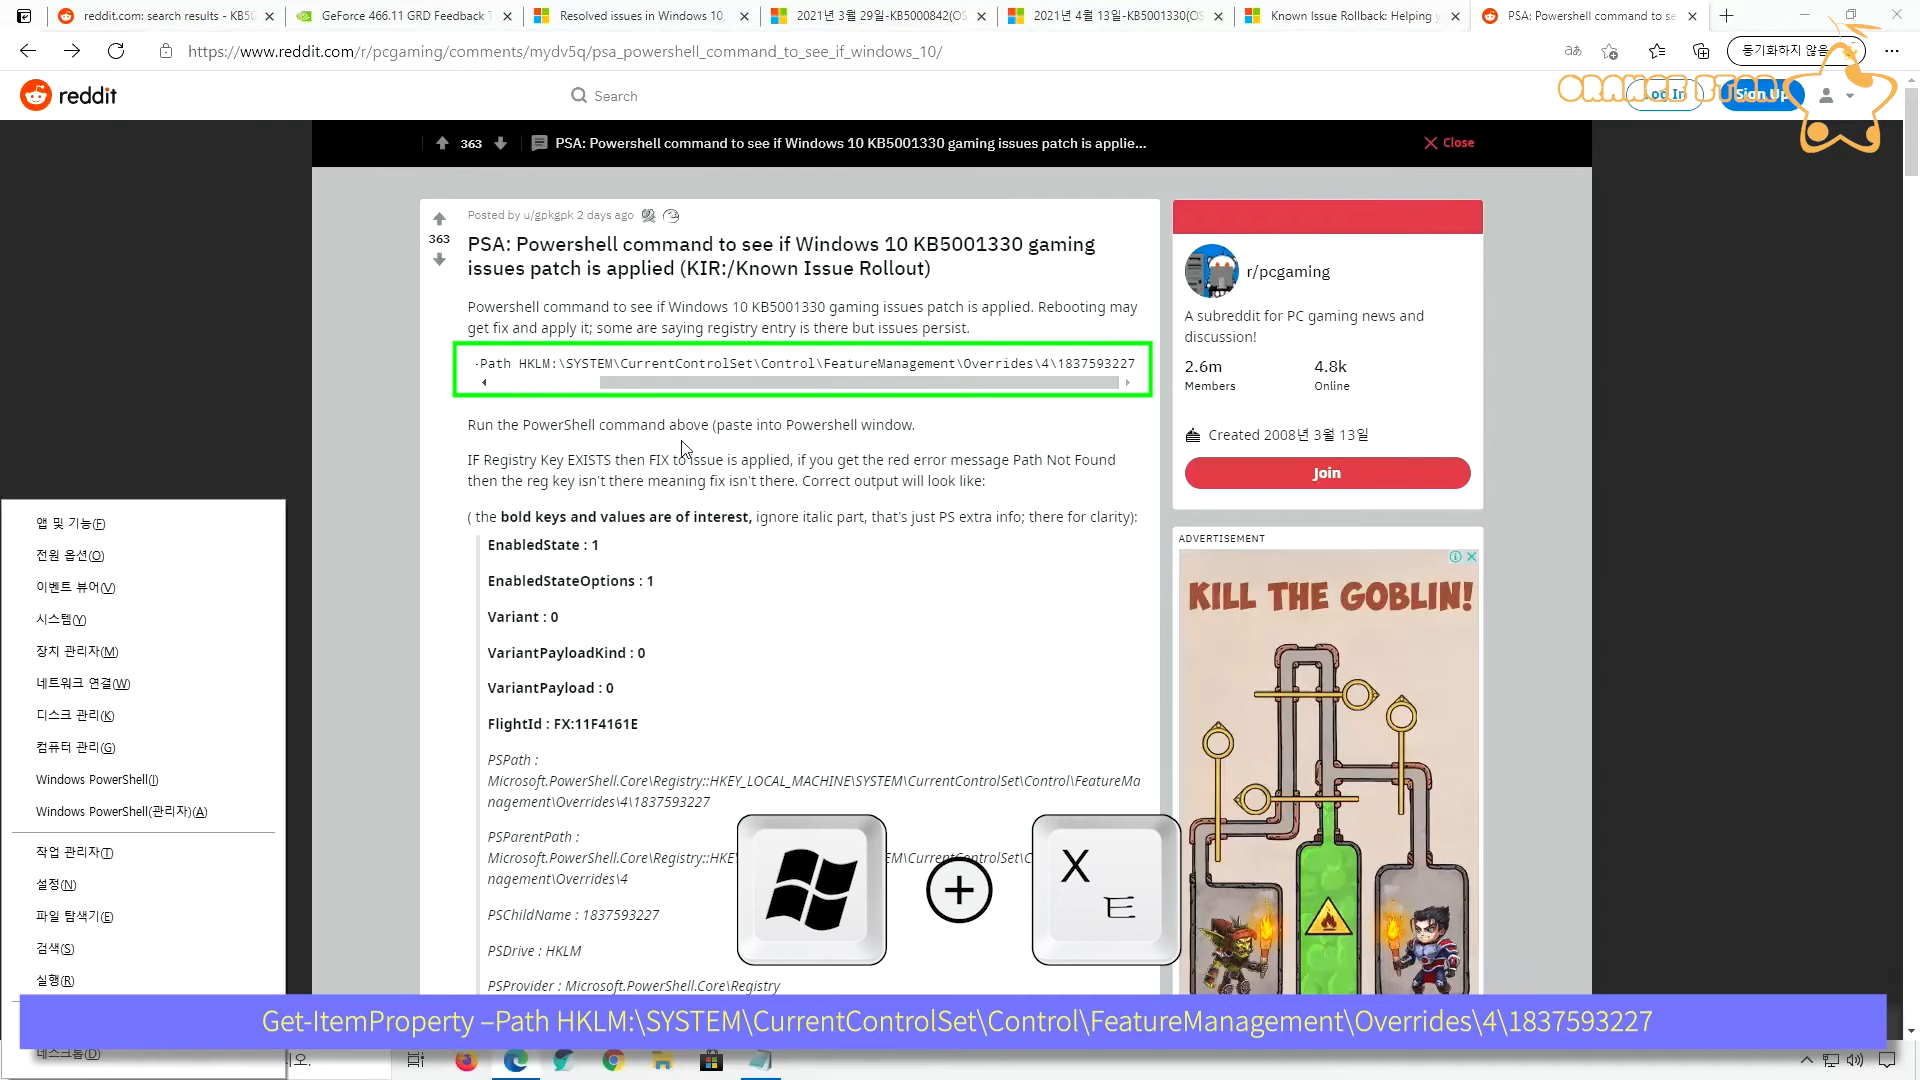 reddit.com: search results - KB50
GeForce 466.11 GRD Feedback T
Resolved issues in Windows 10,
2021년 3월 29일-KB5000842(OS
2021년 4월 13일-KB5001330(OS
Known Issue Rollback: Helping y
PSA: Powershell command to se
https://www.reddit.com/r/pcgaming/comments/mydv5q/psa_powershell_command_to_see_if_windows_10/
동기화하지 않음
reddit
Search
Log In
Sign Up
ORANGE STAR
363
PSA: Powershell command to see if Windows 10 KB5001330 gaming issues patch is applie...
Close
Posted by u/gpkgpk 2 days ago
363
PSA: Powershell command to see if Windows 10 KB5001330 gaming
issues patch is applied (KIR:/Known Issue Rollout)
Powershell command to see if Windows 10 KB5001330 gaming issues patch is applied. Rebooting may
get fix and apply it; some are saying registry entry is there but issues persist.
-Path HKLM:\SYSTEM\CurrentControlSet\Control\FeatureManagement\Overrides\4\1837593227
Run the PowerShell command above (paste into Powershell window.
IF Registry Key EXISTS then FIX to issue is applied, if you get the red error message Path Not Found
then the reg key isn't there meaning fix isn't there. Correct output will look like:
( the bold keys and values are of interest, ignore italic part, that's just PS extra info; there for clarity):
EnabledState : 1
EnabledStateOptions : 1
Variant : 0
VariantPayloadKind : 0
VariantPayload : 0
FlightId : FX:11F4161E
PSPath :
Microsoft.PowerShell.Core\Registry::HKEY_LOCAL_MACHINE\SYSTEM\CurrentControlSet\Control\FeatureMa
nagement\Overrides\4\1837593227
PSParentPath :
Microsoft.PowerShell.Core\Registry::HKE
EM\CurrentControlSet\C
nagement\Overrides\4
PSChildName : 1837593227
PSDrive : HKLM
PSProvider : Microsoft.PowerShell.Core\Registry
r/pcgaming
A subreddit for PC gaming news and
discussion!
2.6m
4.8k
Members
Online
Created 2008년 3월 13일
Join
ADVERTISEMENT
KILL THE GOBLIN!
앱 및 기능(F)
전원 옵션(O)
이벤트 뷰어(V)
시스템(Y)
장치 관리자(M)
네트워크 연결(W)
디스크 관리(K)
컴퓨터 관리(G)
Windows PowerShell(I)
Windows PowerShell(관리자)(A)
작업 관리자(T)
설정(N)
파일 탐색기(E)
검색(S)
실행(R)
데스크톱(D)
X
ㅌ
Get-ItemProperty –Path HKLM:\SYSTEM\CurrentControlSet\Control\FeatureManagement\Overrides\4\1837593227